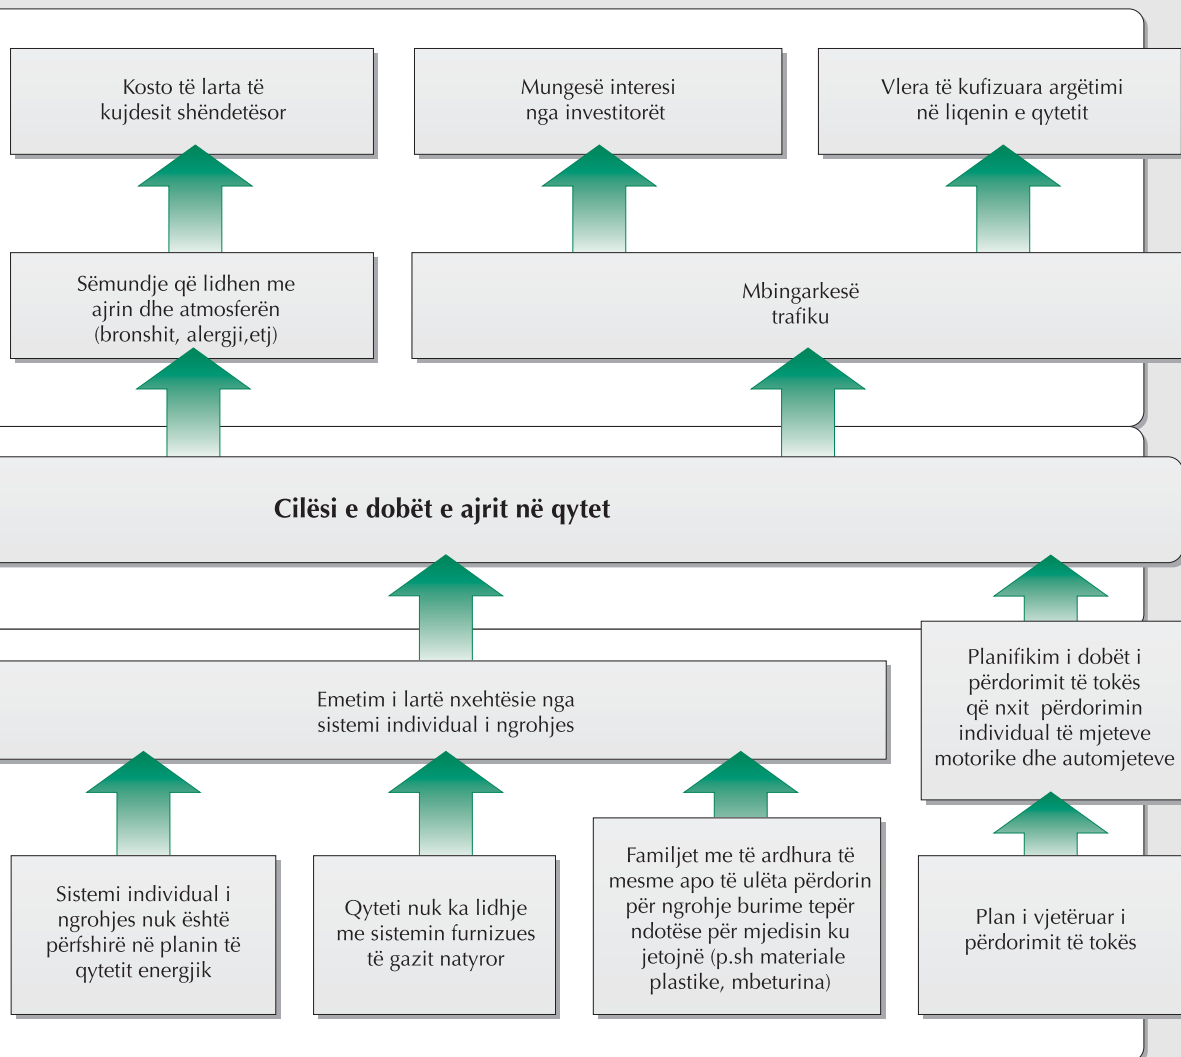 Kosto të larta të
kujdesit shëndetësor
Mungesë interesi
nga investitorët
Vlera të kufizuara argëtimi
në liqenin e qytetit
Sëmundje që lidhen me
ajrin dhe atmosferën
(bronshit, alergji,etj)
Mbingarkesë
trafiku
Cilësi e dobët e ajrit në qytet
Emetim i lartë nxehtësie nga
sistemi individual i ngrohjes
Planifikim i dobët i
përdorimit të tokës
që nxit përdorimin
individual të mjeteve
motorike dhe automjeteve
Sistemi individual i
ngrohjes nuk është
përfshirë në planin të
qytetit energjik
Qyteti nuk ka lidhje
me sistemin furnizues
të gazit natyror
Familjet me të ardhura të
mesme apo të ulëta përdorin
për ngrohje burime tepër
ndotëse për mjedisin ku
jetojnë (p.sh materiale
plastike, mbeturina)
Plan i vjetëruar i
përdorimit të tokës